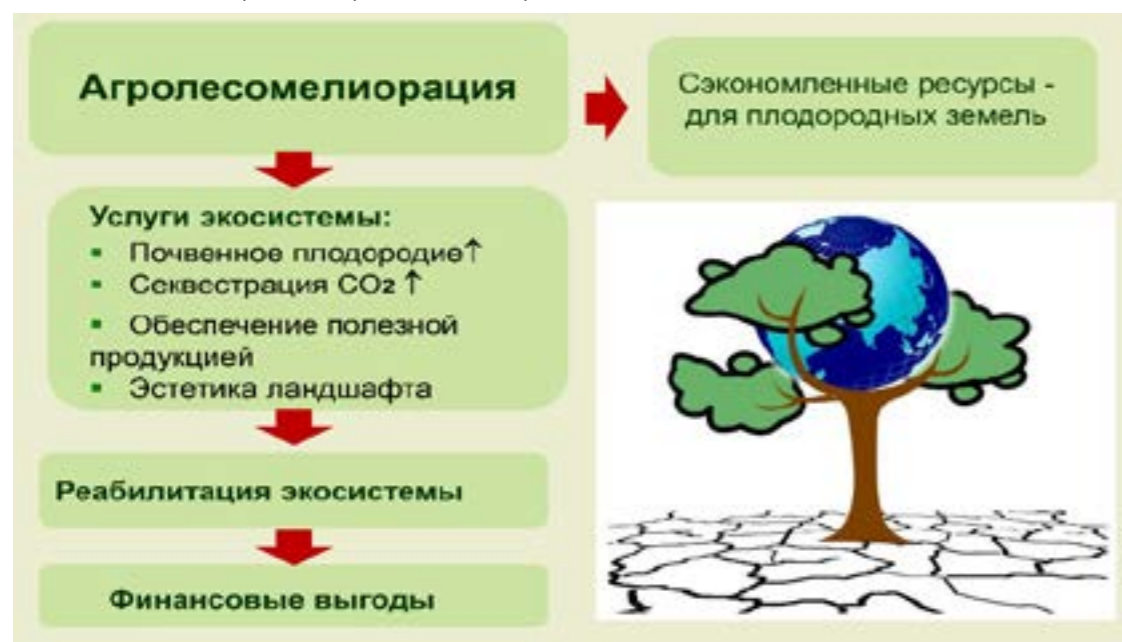 Агролесомелиорация
Сэкономленные ресурсы -
для плодородных земель
Услуги экосистемы:
▪ Почвенное плодородие↑
▪ Секвестрация CO2 ↑
▪ Обеспечение полезной
продукцией
▪ Эстетика ландшафта
Реабилитация экосистемы
Финансовые выгоды